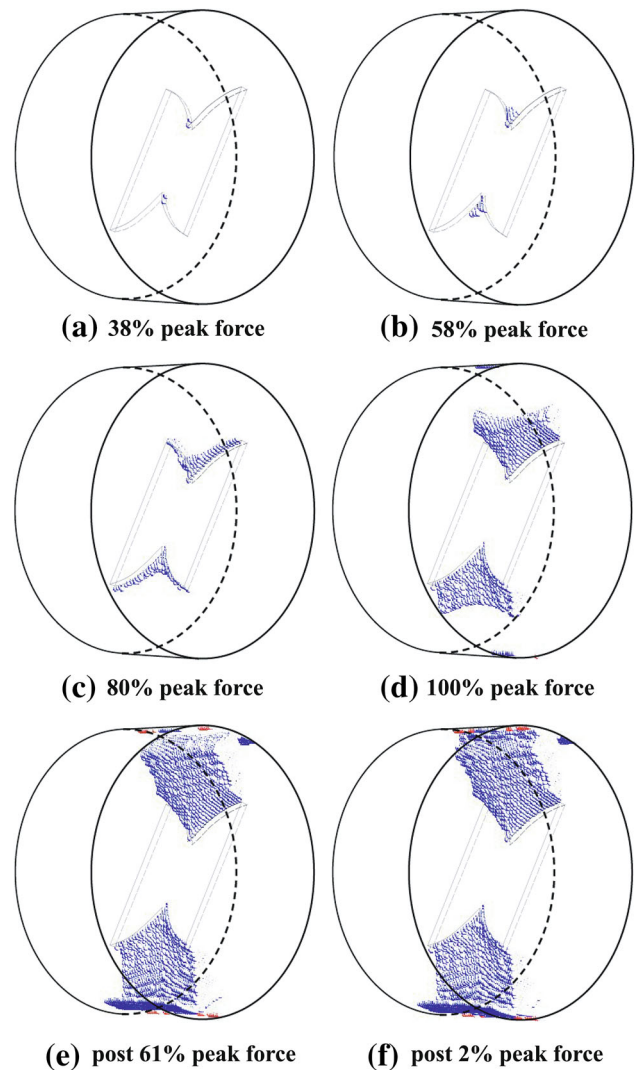 (a) 38% peak force
(b) 58% peak force
(c) 80% peak force
(d) 100% peak force
(e) post 61% peak force
(f) post 2% peak force